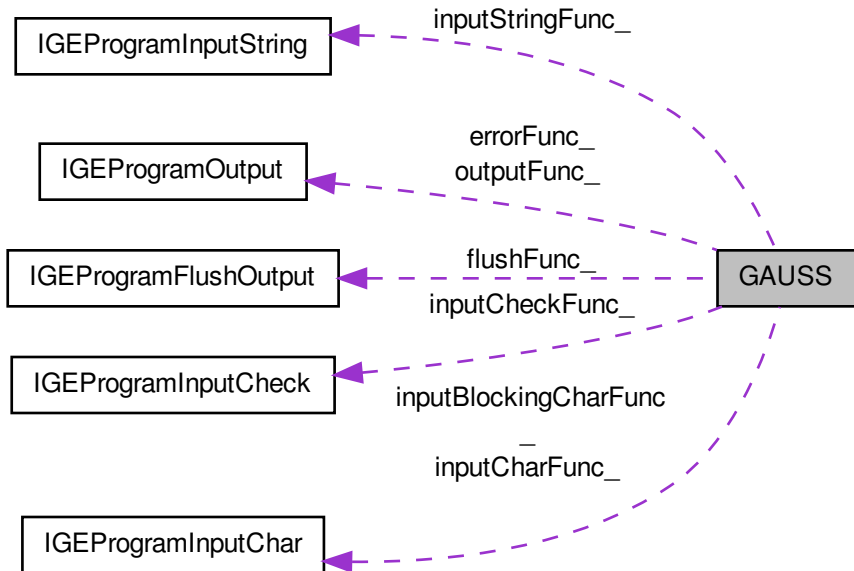 inputStringFunc_
IGEProgramInputString
errorFunc_
IGEProgramOutput
outputFunc_
flushFunc_
IGEProgramFlushOutput
GAUSS
inputCheckFunc_
IGEProgramInputCheck
inputBlockingCharFunc
_
inputCharFunc_
IGEProgramInputChar